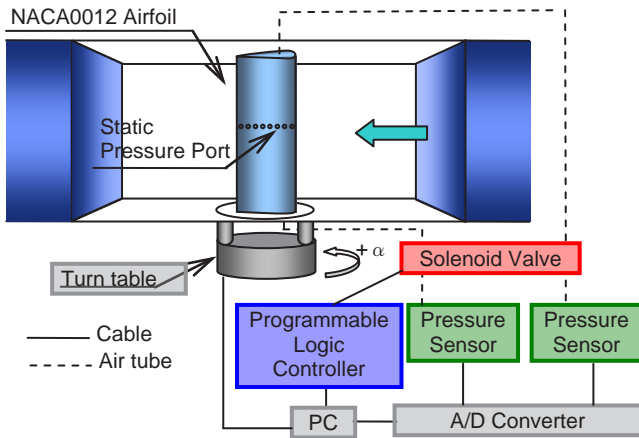 NACA0012 Airfoil
Static
Pressure Port
+ α
Solenoid Valve
Turn table
Cable
Air tube
Programmable
Logic
Controller
Pressure
Sensor
Pressure
Sensor
PC
A/D Converter